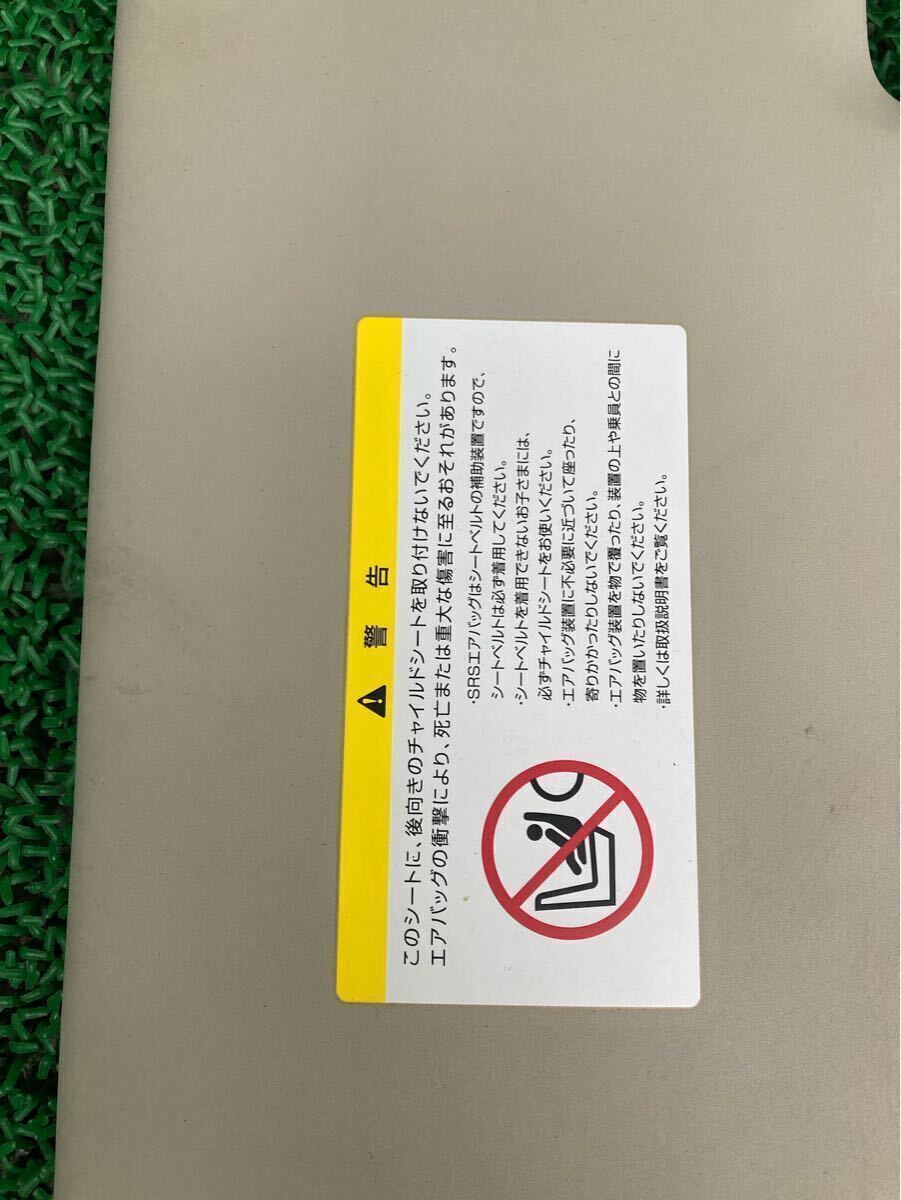 警 告
このシートに、後向きのチャイルドシートを取り付けないでください。
エアバッグの衝撃により、死亡または重大な傷害に至るおそれがあります。
・SRSエアバッグはシートベルトの補助装置ですので、
シートベルトは必ず着用してください。
・シートベルトを着用できないお子さまには、
必ずチャイルドシートをお使いください。
・エアバッグ装置に不必要に近づいて座ったり、
寄りかかったりしないでください。
・エアバッグ装置を物で覆ったり、装置の上や乗員との間に
物を置いたりしないでください。
・詳しくは取扱説明書をご覧ください。